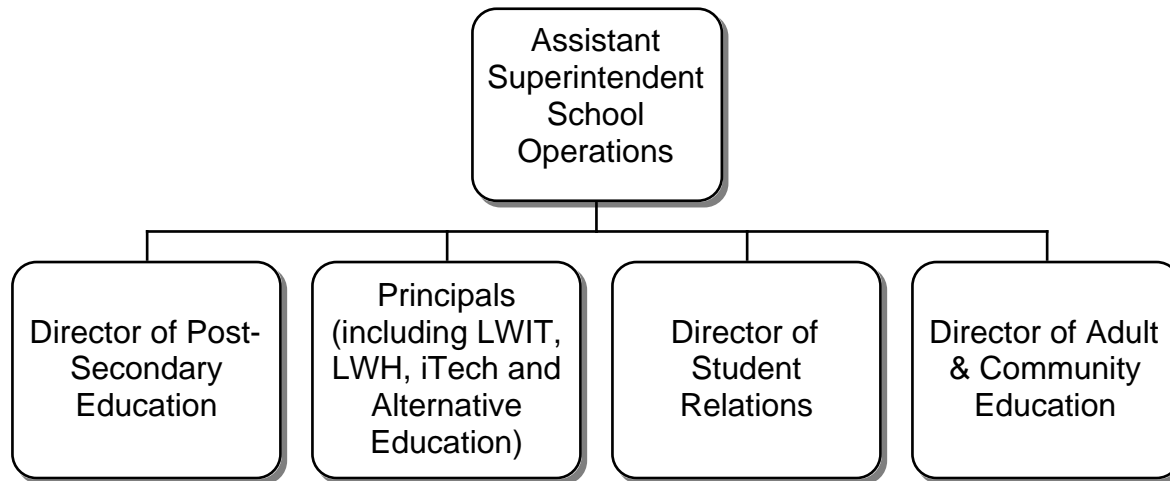 Assistant
Superintendent
School
Operations
Director of Post-
Secondary
Education
Principals
(including LWIT,
LWH, iTech and
Alternative
Education)
Director of
Student
Relations
Director of Adult
& Community
Education